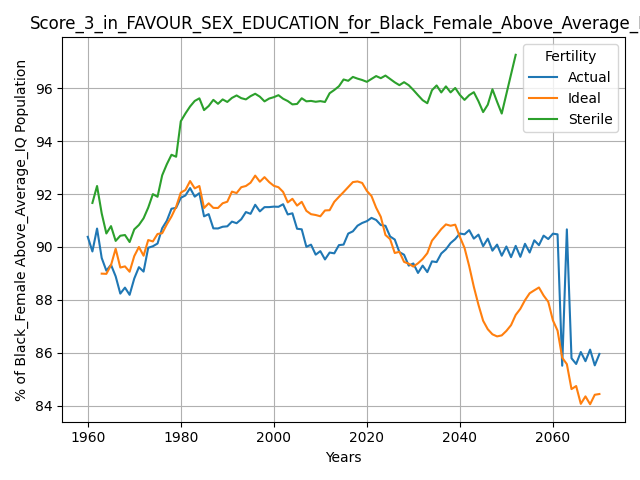 Score_3_in_FAVOUR_SEX_EDUCATION_for_Black_Female_Above_Average_
Fertility
Actual
Ideal
Sterile
% of Black_Female Above_Average_IQ Population
96
94
92
90
88
86
84
1960
1980
2000
2020
2040
2060
Years